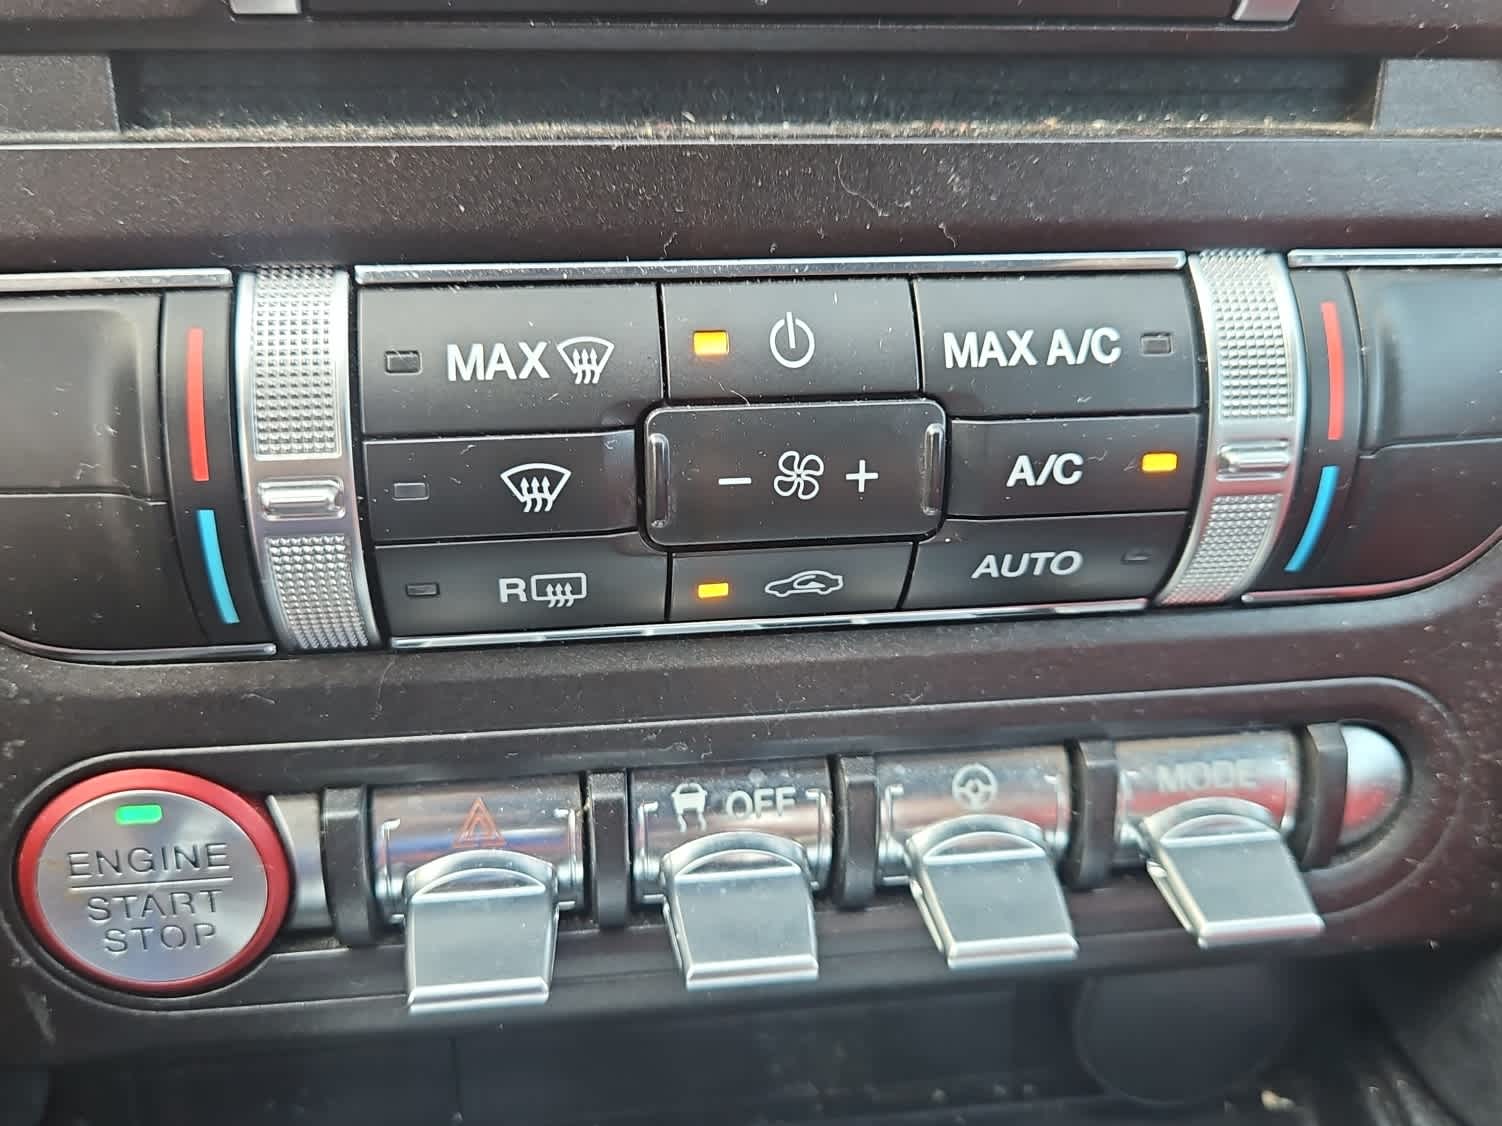 MAX
MAX A/C
- +
A/C
R
AUTO
ENGINE
START
STOP
OFF
MODE